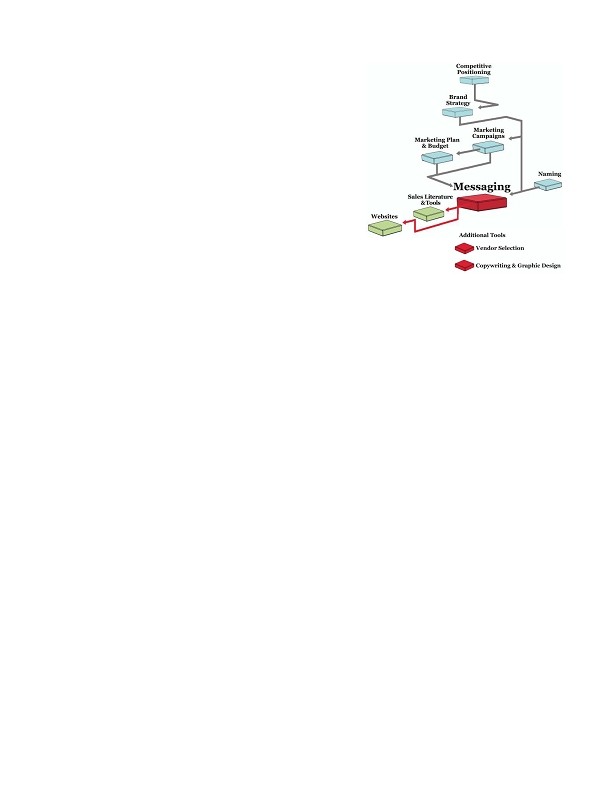 Competitive
Positioning
Brand
Strategy
Marketing
Campaigns
Marketing Plan
& Budget
Naming
Messaging
Sales Literature
&Tools
Websites
Additional Tools
Vendor Selection
Copywriting & Graphic Design